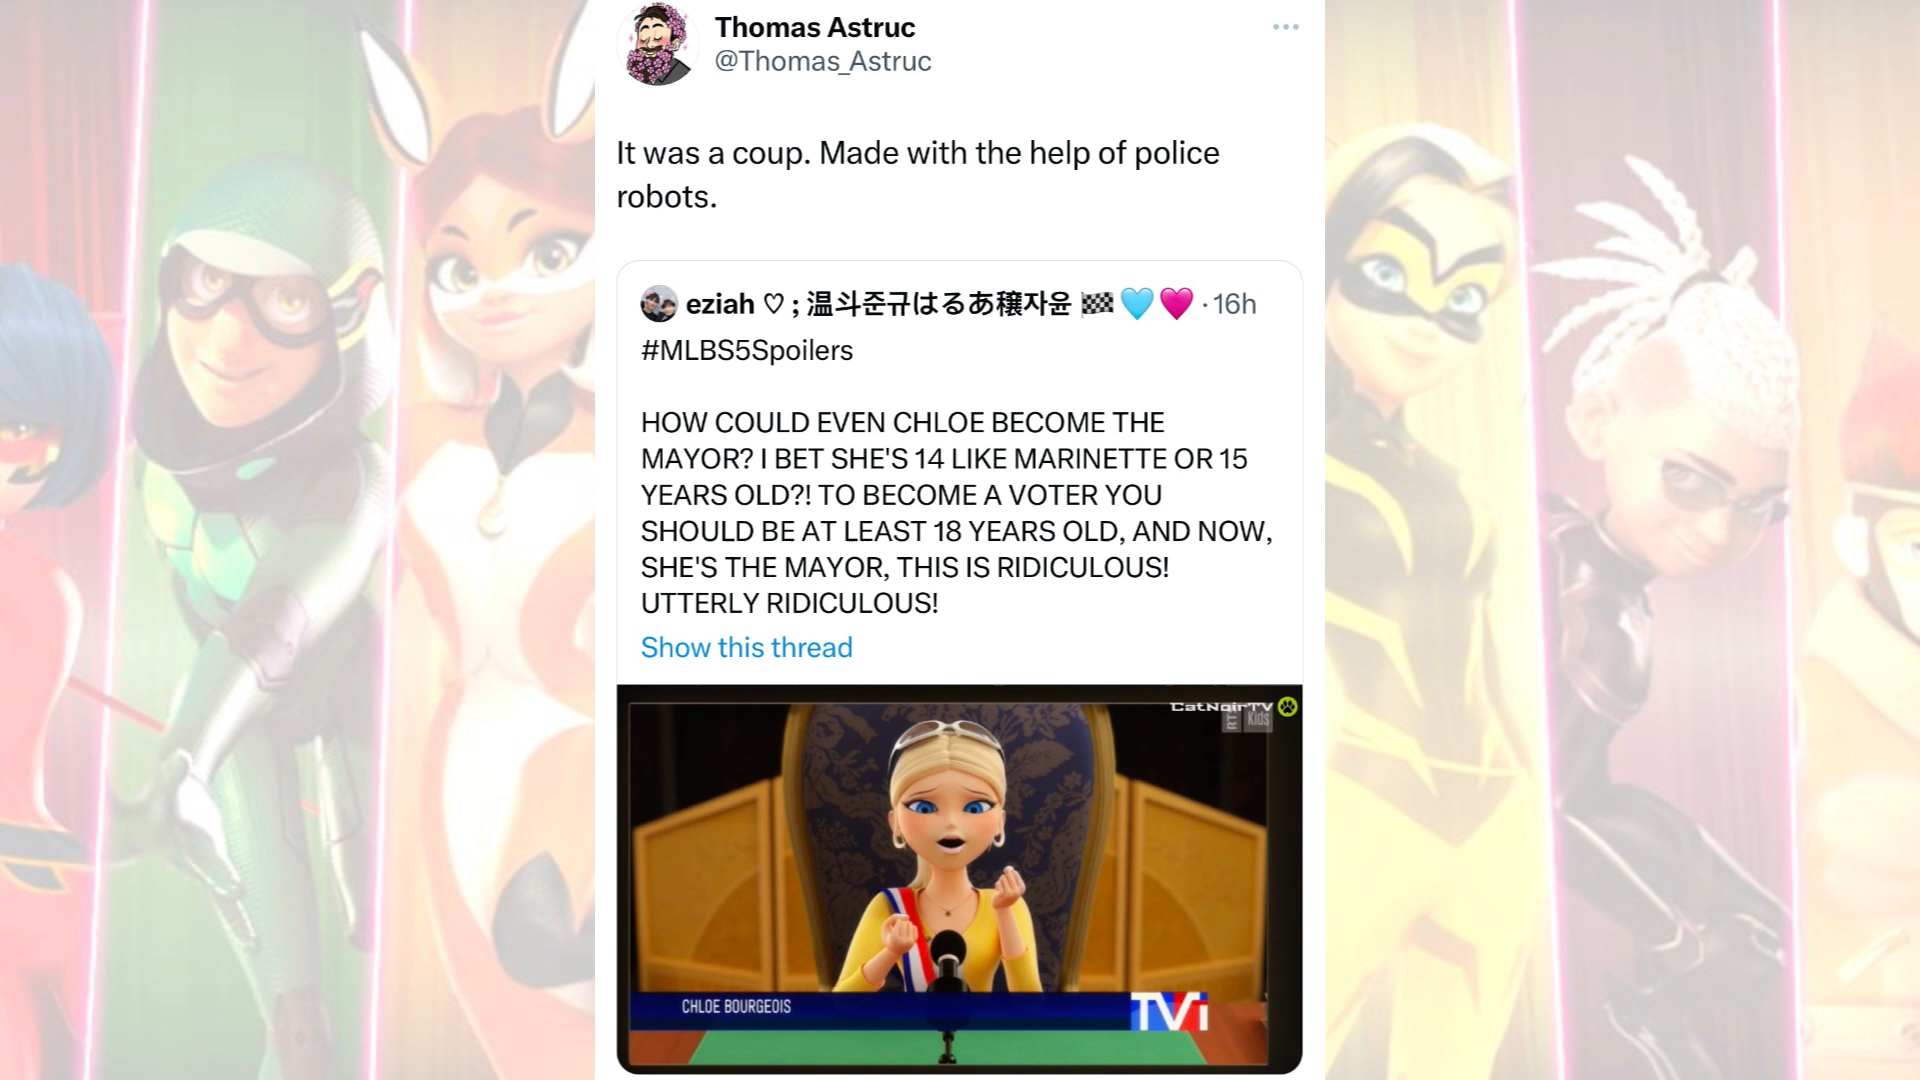 Thomas Astruc
@Thomas_Astruc
It was a coup. Made with the help of police
robots.
eziah ♡ ; 温斗준규はるあ穣자윤 🏁🩵🩷 · 16h
#MLBS5Spoilers
HOW COULD EVEN CHLOE BECOME THE
MAYOR? I BET SHE'S 14 LIKE MARINETTE OR 15
YEARS OLD?! TO BECOME A VOTER YOU
SHOULD BE AT LEAST 18 YEARS OLD, AND NOW,
SHE'S THE MAYOR, THIS IS RIDICULOUS!
UTTERLY RIDICULOUS!
Show this thread
CatNoirTV
Kids
CHLOE BOURGEOIS
TVi